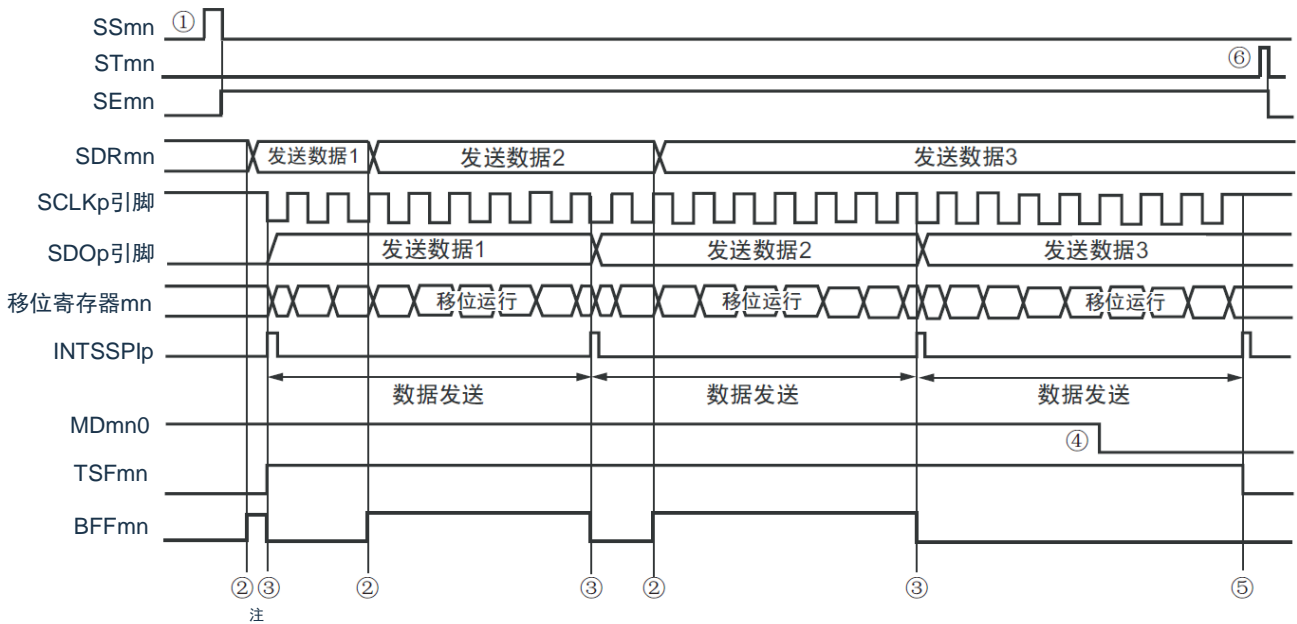 SSmn ①
STmn ⑥
SEmn
SDRmn 发送数据1 发送数据2 发送数据3
SCLKp引脚
SDOp引脚 发送数据1 发送数据2 发送数据3
移位寄存器mn 移位运行 移位运行 移位运行
INTSSPIp
数据发送 数据发送 数据发送
MDmn0 ④
TSFmn
BFFmn
② ③ ② ③ ② ③ ⑤
注